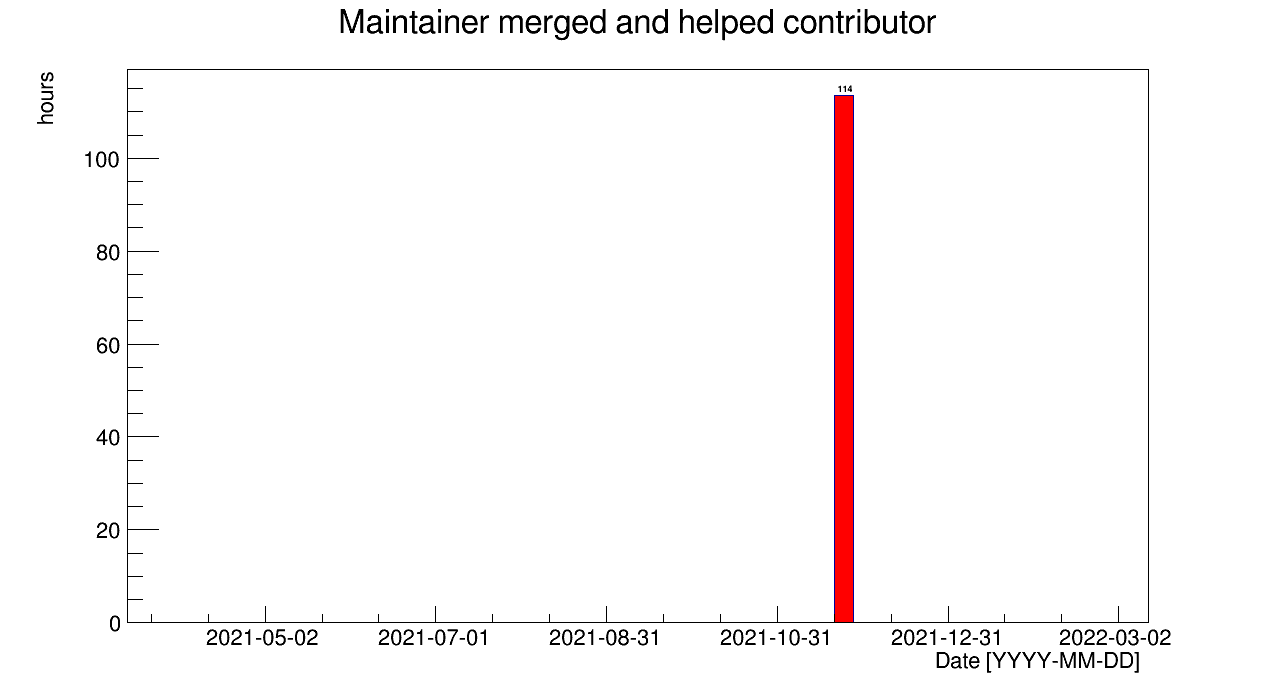 Maintainer merged and helped contributor
hours
114
100
80
60
40
20
0
2021-05-02 2021-07-01 2021-08-31 2021-10-31 2021-12-31 2022-03-02
Date [YYYY-MM-DD]